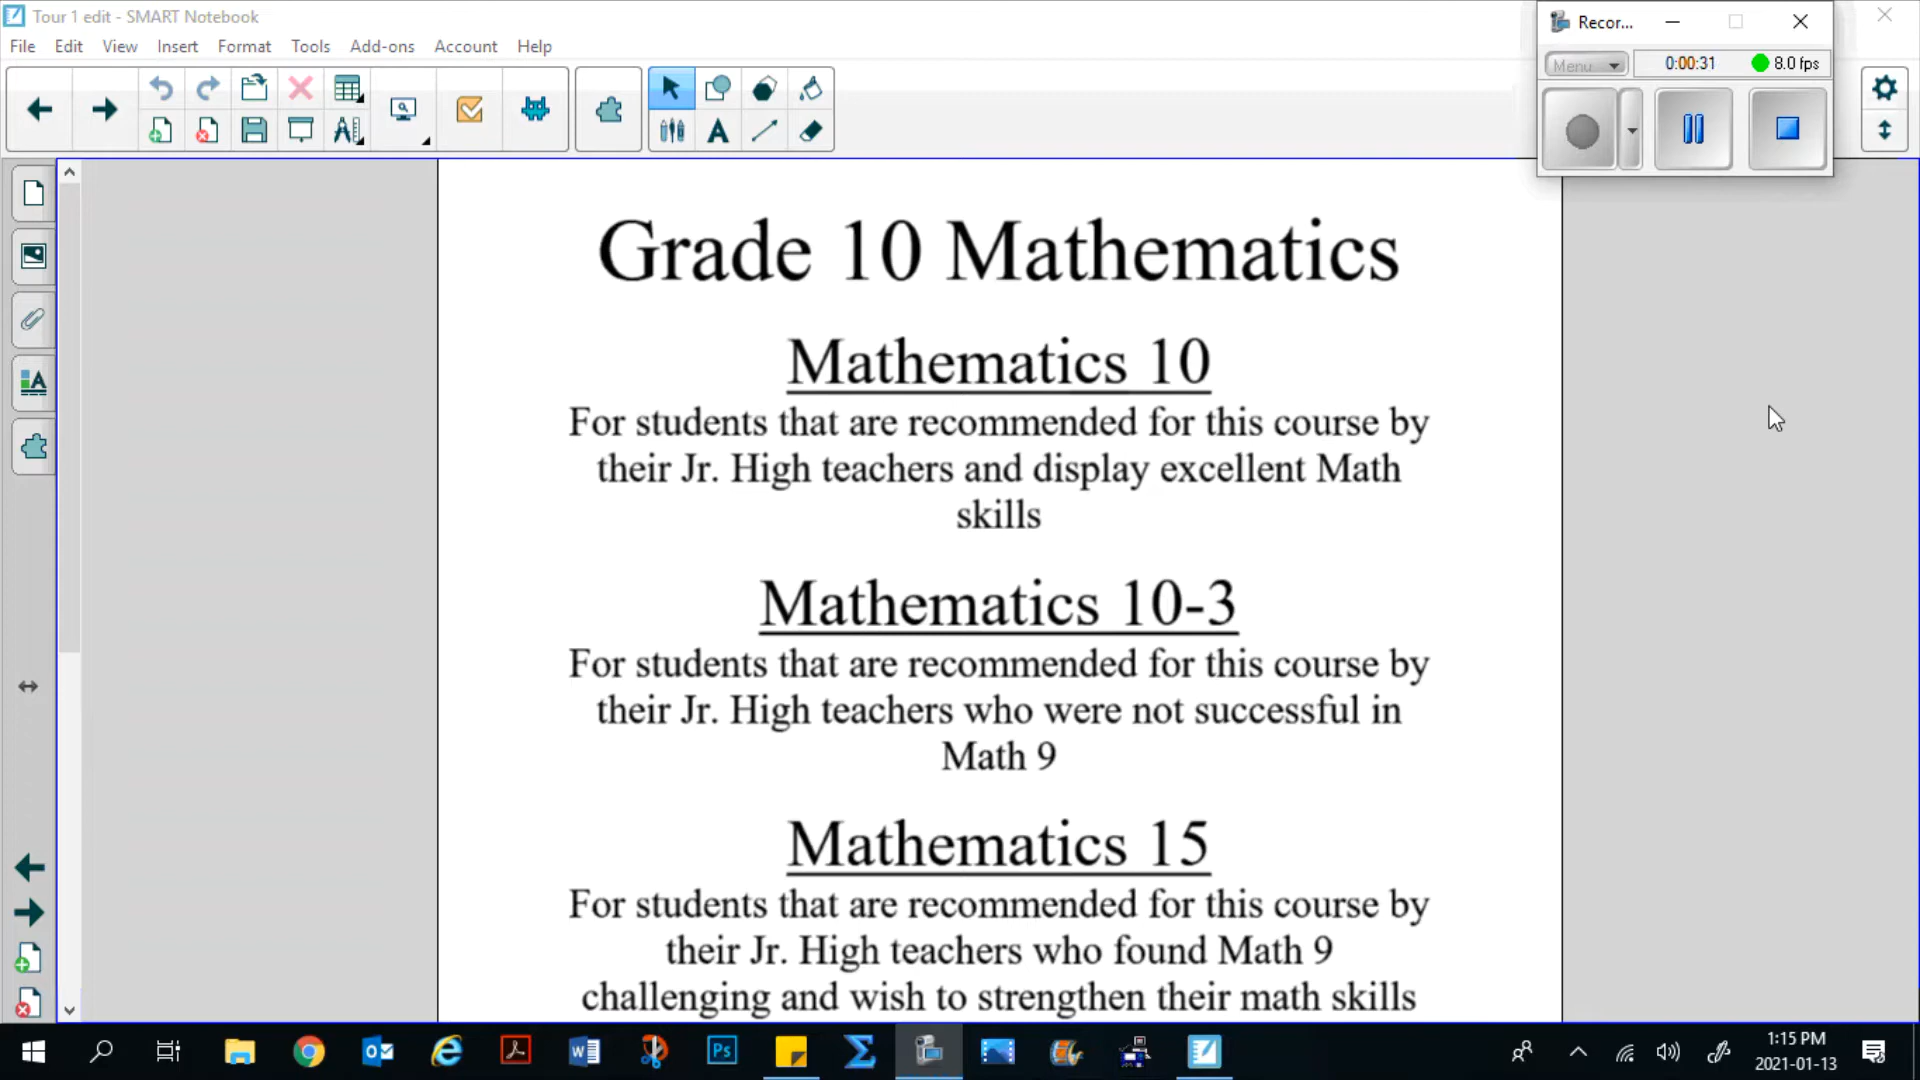 Tour 1 edit - SMART Notebook
File Edit View Insert Format Tools Add-ons Account Help
Recor...
Menu 0:00:31 8.0 fps
Grade 10 Mathematics
Mathematics 10
For students that are recommended for this course by
their Jr. High teachers and display excellent Math
skills
Mathematics 10-3
For students that are recommended for this course by
their Jr. High teachers who were not successful in
Math 9
Mathematics 15
For students that are recommended for this course by
their Jr. High teachers who found Math 9
challenging and wish to strengthen their math skills
1:15 PM
2021-01-13